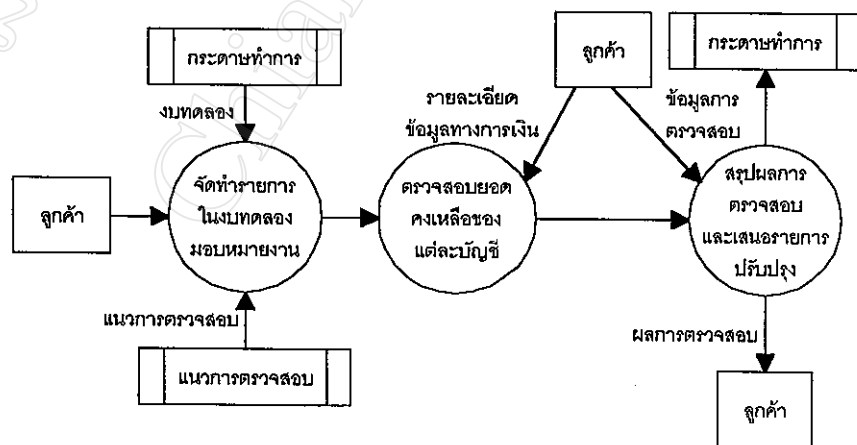 กระดาษทำการ
ลูกค้า
กระดาษทำการ
งบทดลอง
รายละเอียด
ข้อมูลทางการเงิน
ข้อมูลการ
ตรวจสอบ
ลูกค้า
จัดทำรายการ
ในงบทดลอง
มอบหมายงาน
ตรวจสอบยอด
คงเหลือของ
แต่ละบัญชี
สรุปผลการ
ตรวจสอบ
และเสนอรายการ
ปรับปรุง
แนวการตรวจสอบ
แนวการตรวจสอบ
ผลการตรวจสอบ
ลูกค้า
Chian